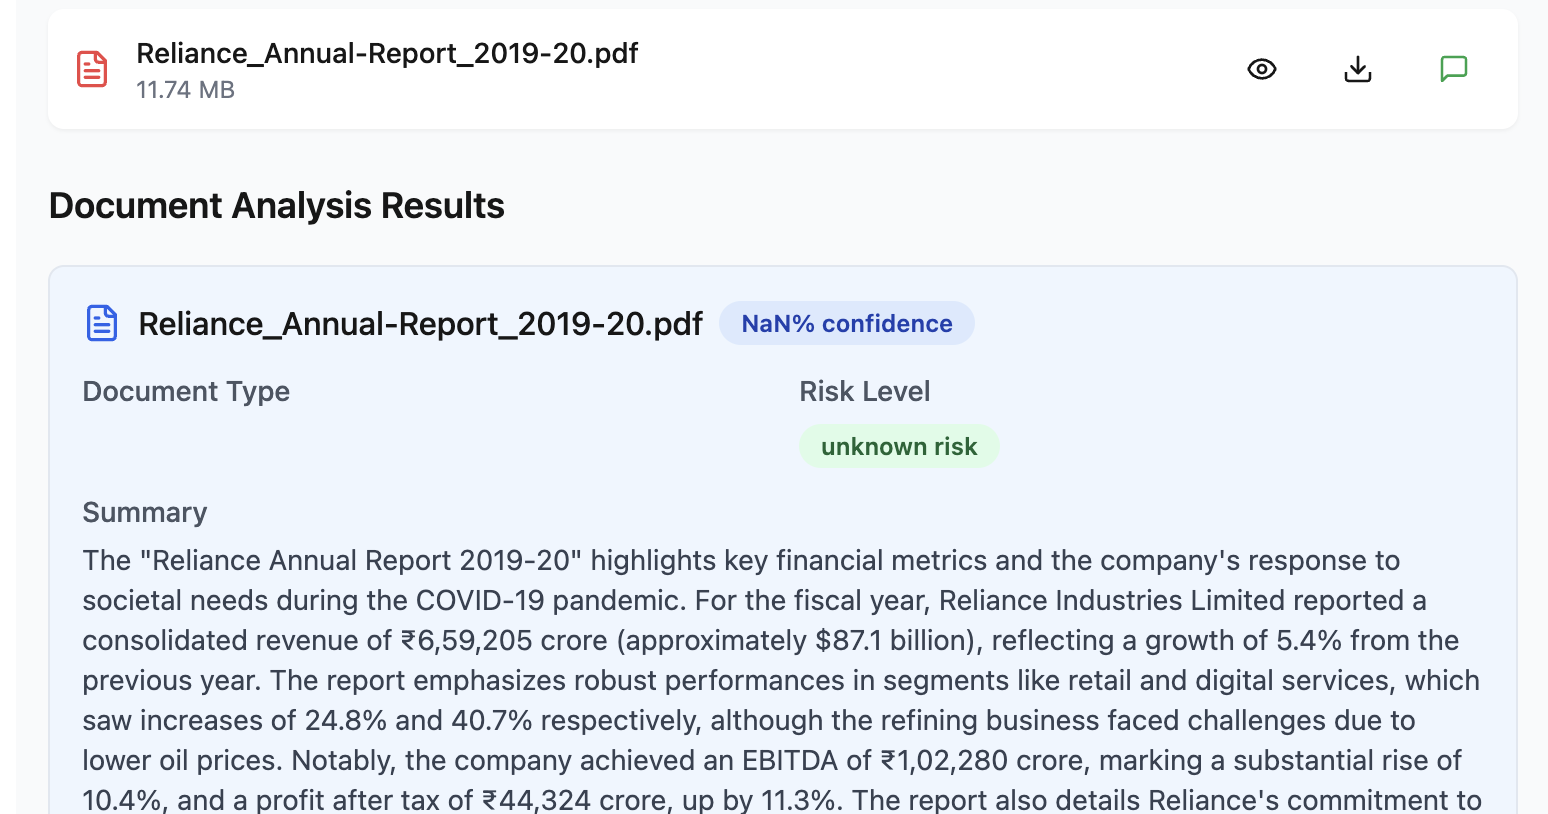 Reliance_Annual-Report_2019-20.pdf
11.74 MB
Document Analysis Results
Reliance_Annual-Report_2019-20.pdf
NaN% confidence
Document Type
Risk Level
unknown risk
Summary
The "Reliance Annual Report 2019-20" highlights key financial metrics and the company's response to
societal needs during the COVID-19 pandemic. For the fiscal year, Reliance Industries Limited reported a
consolidated revenue of ₹6,59,205 crore (approximately $87.1 billion), reflecting a growth of 5.4% from the
previous year. The report emphasizes robust performances in segments like retail and digital services, which
saw increases of 24.8% and 40.7% respectively, although the refining business faced challenges due to
lower oil prices. Notably, the company achieved an EBITDA of ₹1,02,280 crore, marking a substantial rise of
10.4%, and a profit after tax of ₹44,324 crore, up by 11.3%. The report also details Reliance's commitment to